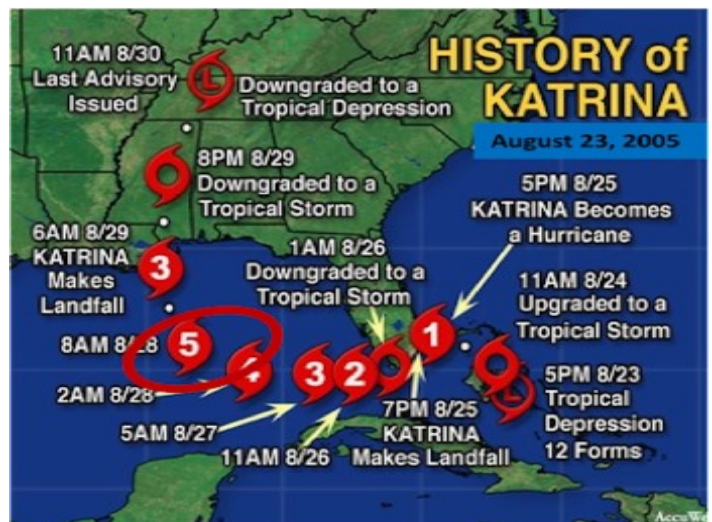 HISTORY of
KATRINA
August 23, 2005
11AM 8/30
Last Advisory
Issued
L
Downgraded to a
Tropical Depression
8PM 8/29
Downgraded to a
Tropical Storm
5PM 8/25
KATRINA Becomes
a Hurricane
6AM 8/29
KATRINA
Makes
Landfall
3
1AM 8/26
Downgraded to a
Tropical Storm
11AM 8/24
Upgraded to a
Tropical Storm
8AM 8/28
5
4
3
2
1
L
2AM 8/28
5AM 8/27
11AM 8/26
7PM 8/25
KATRINA
Makes Landfall
5PM 8/23
Tropical
Depression
12 Forms